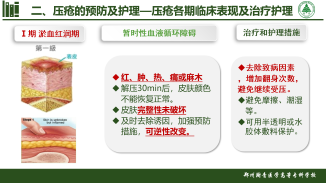 二、压疮的预防及护理—压疮各期临床表现及治疗护理
Ⅰ期 淤血红润期
第一级
表皮
Stage I
暂时性血液循环障碍
◆红、肿、热、痛或麻木
◆解压30min后，皮肤颜色
不能恢复正常。
◆皮肤完整性未破坏
◆及时去除诱因，加强预防
措施，可逆性改变。
治疗和护理措施
◆去除致病因素
，增加翻身次数，
避免继续受压。
◆避免摩擦、潮湿
等。
◆可用半透明或水
胶体敷料保护。
郑州澍青医学高等专科学校